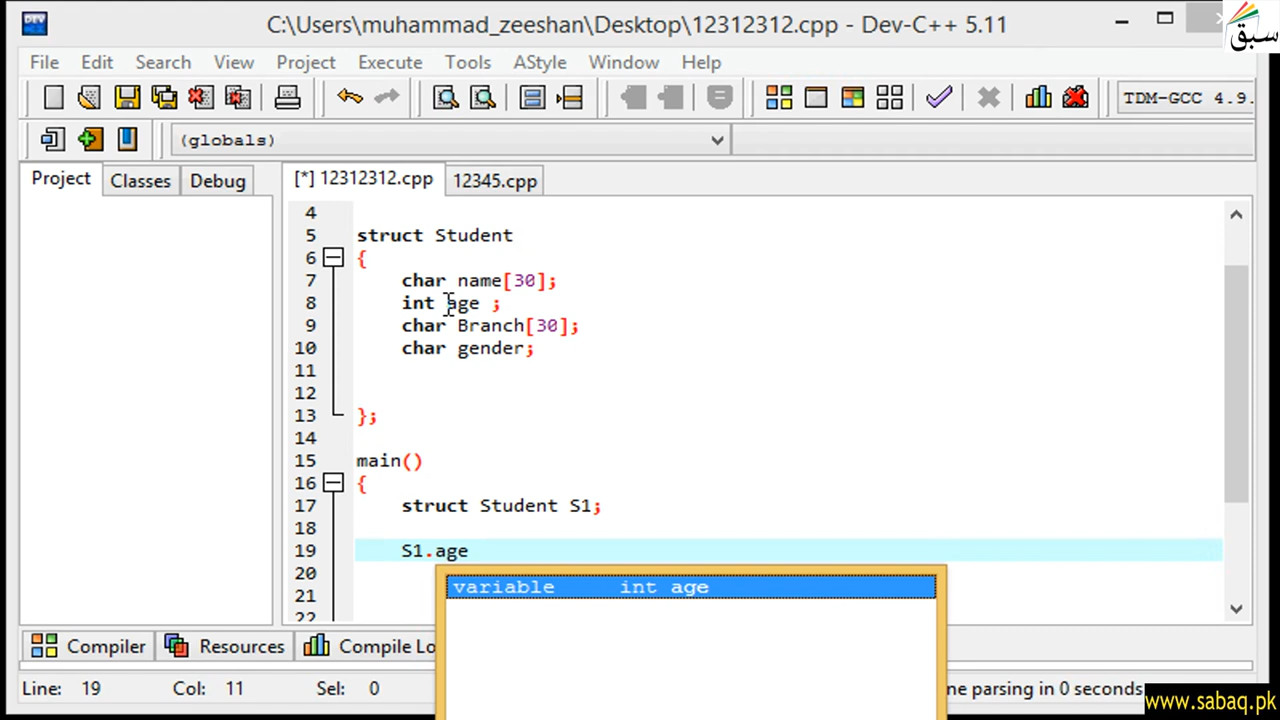 C:\Users\muhammad_zeeshan\Desktop\12312312.cpp - Dev-C++ 5.11
سبق
File Edit Search View Project Execute Tools AStyle Window Help
TDM-GCC 4.9.
(globals)
Project Classes Debug [*] 12312312.cpp 12345.cpp
4
5 struct Student
6 {
7 char name[30];
8 int age ;
9 char Branch[30];
10 char gender;
11
12
13 };
14
15 main()
16 {
17 struct Student S1;
18
19 S1.age
20 variable int age
21
22
Compiler Resources Compile Lo
Line: 19 Col: 11 Sel: 0 ne parsing in 0 seconds
www.sabaq.pk